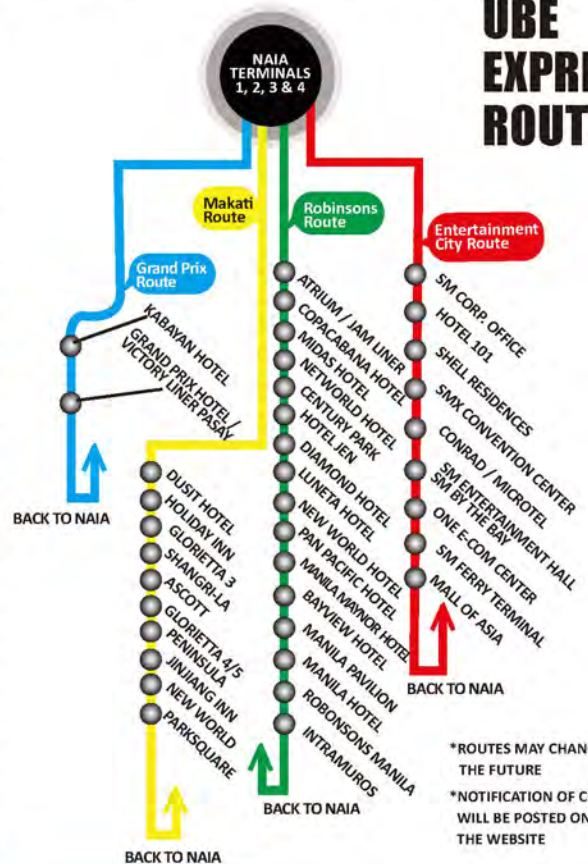 UBE
NAIA
TERMINALS
1, 2, 3 & 4
Makati
Route
Robinsons
Route
Entertainment
City Route
Grand Prix
Route
KABAYAN HOTEL
GRAND PRIX HOTEL /
VICTORY LINER PASAY
BACK TO NAIA
DUSIT HOTEL
HOLIDAY INN
GLORIETTA 3
SHANGRI-LA
ASCOTT
GLORIETTA 4/5
PENINSULA
JINJIANG INN
NEW WORLD
PARKSQUARE
BACK TO NAIA
ATRIUM / JAM LINER
COPACABANA HOTEL
MIDAS HOTEL
NETWORLD HOTEL
CENTURY PARK
HOTEL JEN
DIAMOND HOTEL
LUNETA HOTEL
NEW WORLD HOTEL
PAN PACIFIC HOTEL
MANILA MAYNOR HOTEL
BAYVIEW HOTEL
MANILA PAVILION
MANILA HOTEL
ROBONSONS MANILA
INTRAMUROS
BACK TO NAIA
SM CORP. OFFICE
HOTEL 101
SHELL RESIDENCES
SMX CONVENTION CENTER
CONRAD / MICROTEL
SM ENTERTAINMENT HALL
SM BY THE BAY
ONE E-COM CENTER
SM FERRY TERMINAL
MALL OF ASIA
BACK TO NAIA
*ROUTES MAY
THE FUTURE
*NOTIFICATION OF
WILL BE POSTED ON
THE WEBSITE